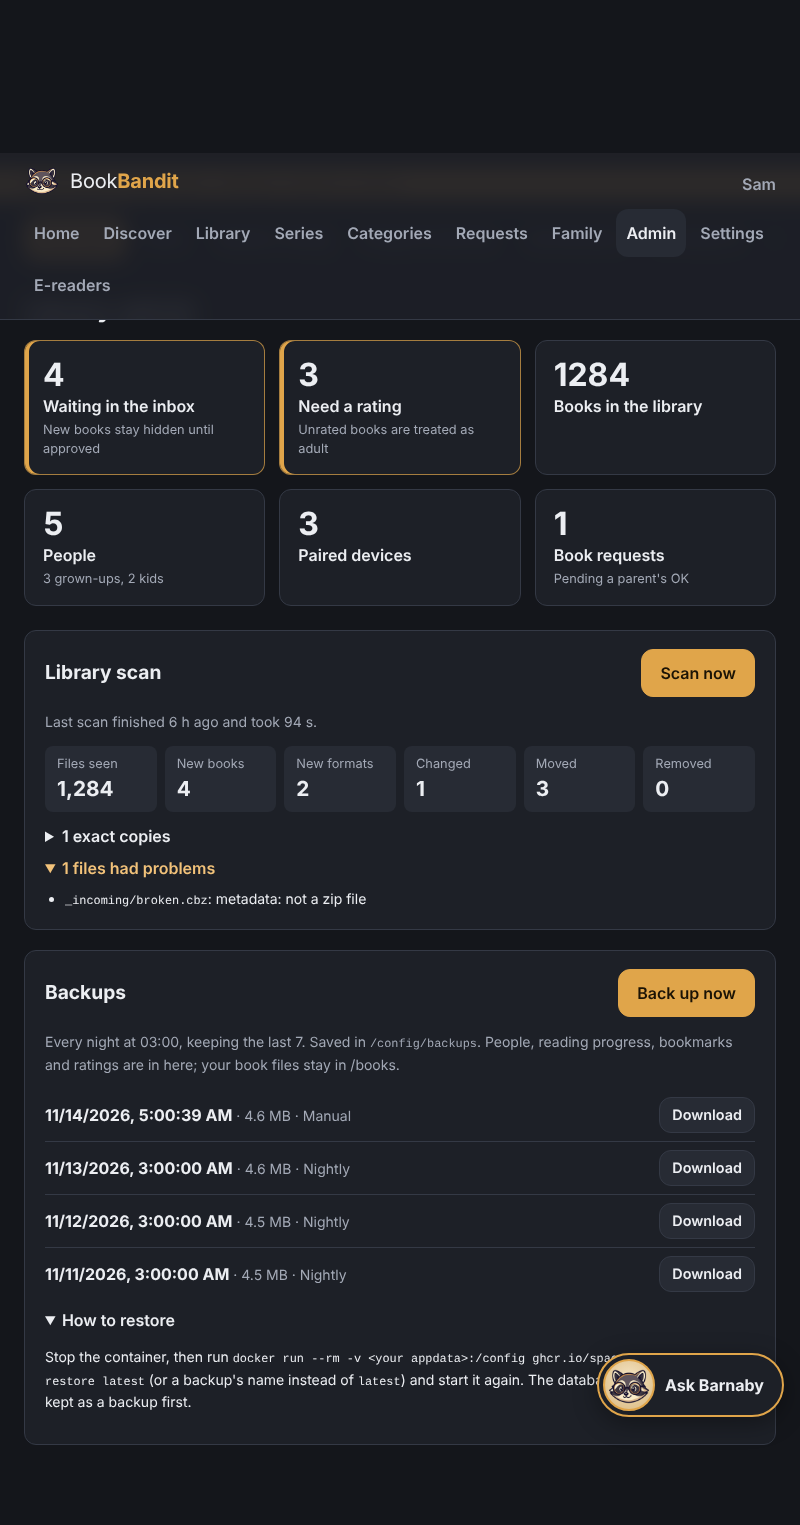 BookBandit
Sam
Home Discover Library Series Categories Requests Family Admin Settings
E-readers
4
Waiting in the inbox
New books stay hidden until
approved
3
Need a rating
Unrated books are treated as
adult
1284
Books in the library
5
People
3 grown-ups, 2 kids
3
Paired devices
1
Book requests
Pending a parent's OK
Library scan
Scan now
Last scan finished 6 h ago and took 94 s.
Files seen
1,284
New books
4
New formats
2
Changed
1
Moved
3
Removed
0
1 exact copies
1 files had problems
_incoming/broken.cbz: metadata: not a zip file
Backups
Back up now
Every night at 03:00, keeping the last 7. Saved in /config/backups. People, reading progress, bookmarks
and ratings are in here; your book files stay in /books.
11/14/2026, 5:00:39 AM · 4.6 MB · Manual
Download
11/13/2026, 3:00:00 AM · 4.6 MB · Nightly
Download
11/12/2026, 3:00:00 AM · 4.5 MB · Nightly
Download
11/11/2026, 3:00:00 AM · 4.5 MB · Nightly
Download
How to restore
Stop the container, then run docker run --rm -v <your appdata>:/config
restore latest (or a backup's name instead of latest) and start it again. The
kept as a backup first.
Ask Barnaby